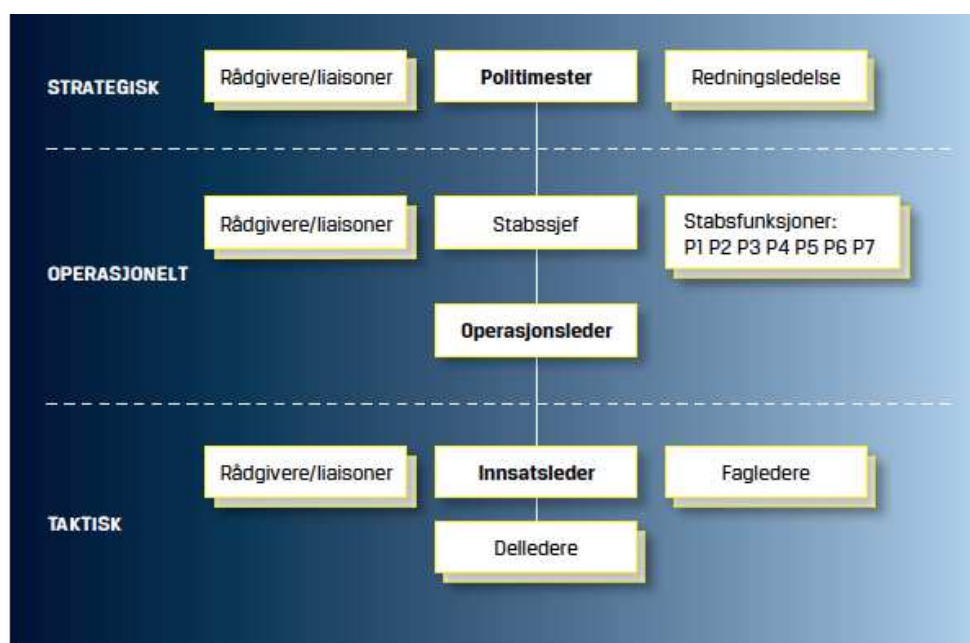 STRATEGISK
Rådgivere/liaisoner
Politimester
Redningsledelse
OPERASJONELT
Rådgivere/liaisoner
Stabssjef
Stabsfunksjoner:
P1 P2 P3 P4 P5 P6 P7
Operasjonsleder
TAKTISK
Rådgivere/liaisoner
Innsatsleder
Fagledere
Delledere